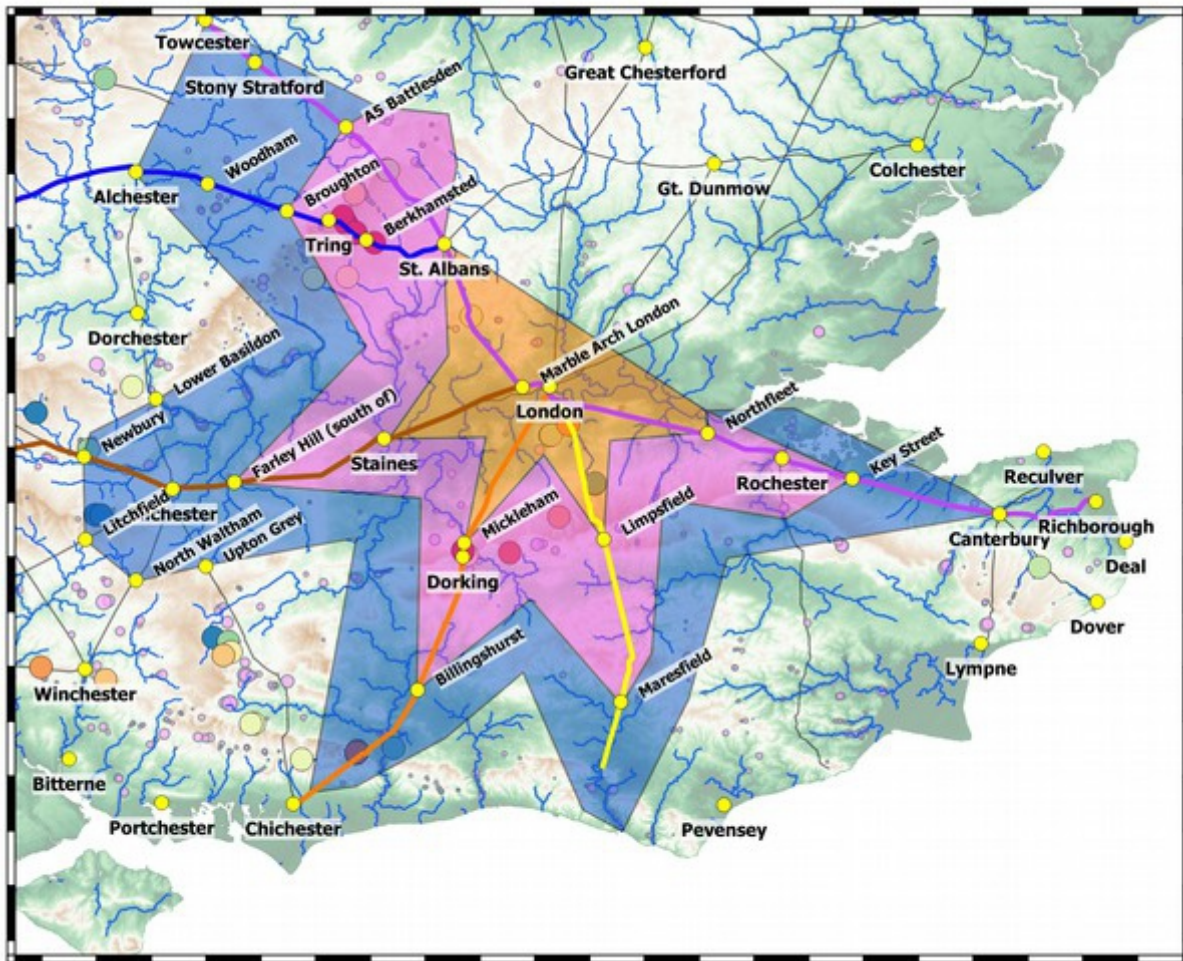 Towcester
Great Chesterford
Stony Stratford
A5 Battlesden
Woodham
Colchester
Broughton
Gt. Dunmow
Alchester
Berkhamsted
Tring
St. Albans
Dorchester
Lower Basildon
Marble Arch London
London
Newbury
Farley Hill (south of)
Northfleet
Staines
Key Street
Rochester
Reculver
Litchfield
chester
North Waltham
Upton Grey
Mickleham
Limpsfield
Richborough
Canterbury
Deal
Dorking
Dover
Billingshurst
Maresfield
Lympne
Winchester
Bitterne
Portchester
Chichester
Pevensey